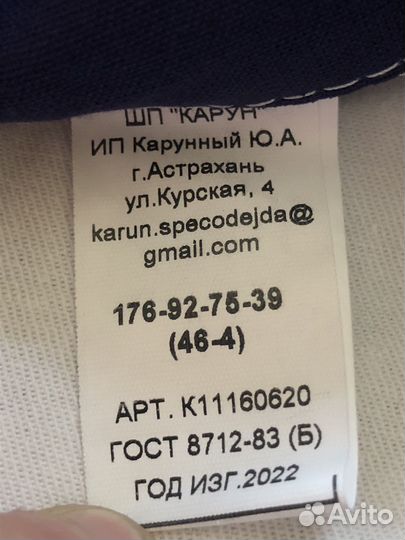 ШП "КАРУН"
ИП Карунный Ю.А.
г.Астрахань
ул.Курская, 4
karun.specodejda@
gmail.com
176-92-75-39
(46-4)
АРТ. К11160620
ГОСТ 8712-83 (Б)
ГОД ИЗГ.2022
Avito